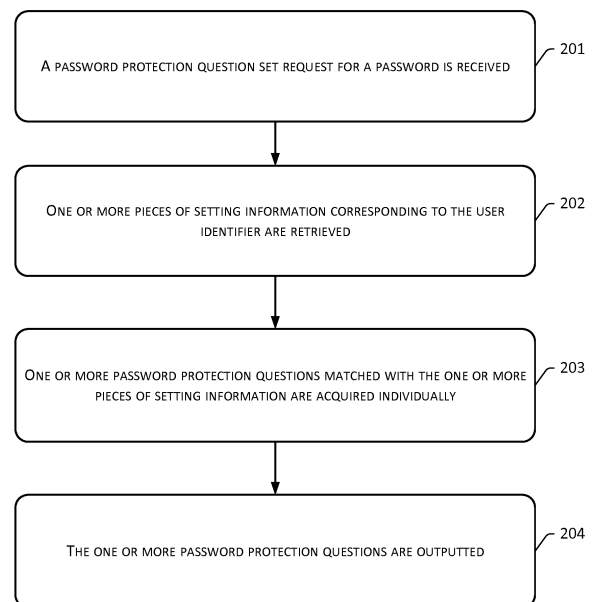 A PASSWORD PROTECTION QUESTION SET REQUEST FOR A PASSWORD IS RECEIVED
201
ONE OR MORE PIECES OF SETTING INFORMATION CORRESPONDING TO THE USER
IDENTIFIER ARE RETRIEVED
202
ONE OR MORE PASSWORD PROTECTION QUESTIONS MATCHED WITH THE ONE OR MORE
PIECES OF SETTING INFORMATION ARE ACQUIRED INDIVIDUALLY
203
THE ONE OR MORE PASSWORD PROTECTION QUESTIONS ARE OUTPUTTED
204